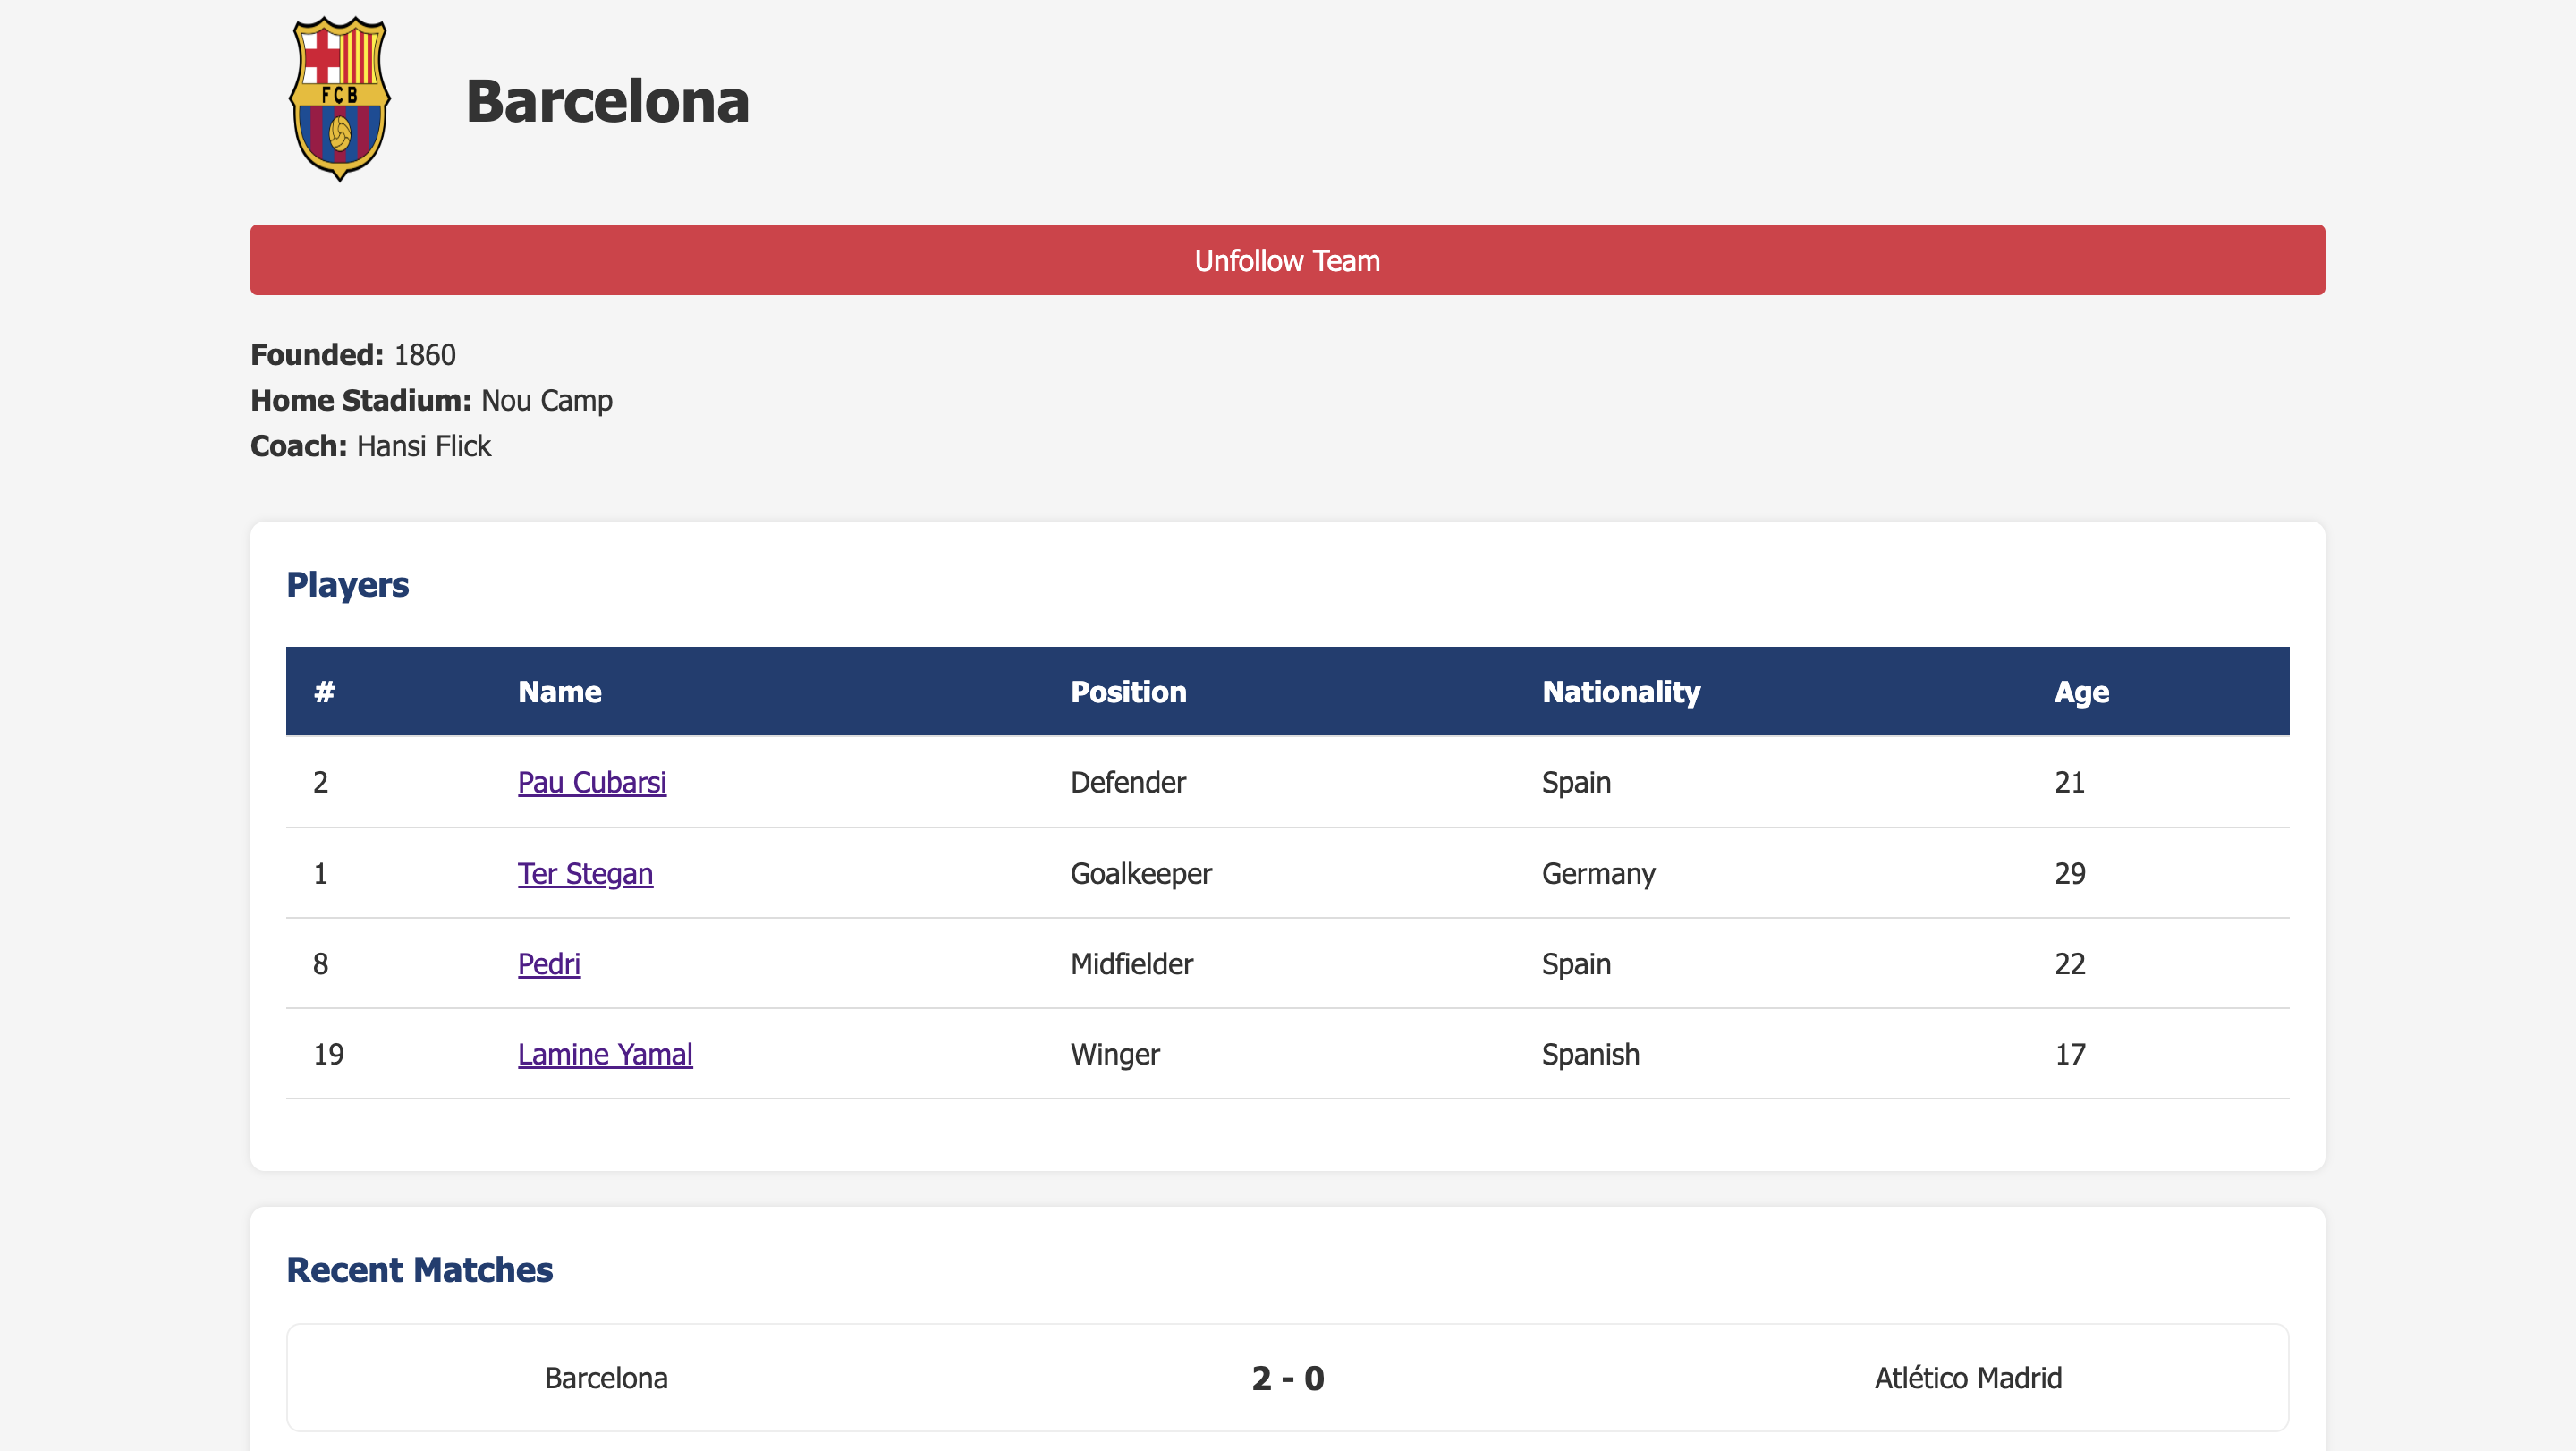 FCB
Barcelona
Unfollow Team
Founded: 1860
Home Stadium: Nou Camp
Coach: Hansi Flick
Players
# Name Position Nationality Age
2 Pau Cubarsi Defender Spain 21
1 Ter Stegan Goalkeeper Germany 29
8 Pedri Midfielder Spain 22
19 Lamine Yamal Winger Spanish 17
Recent Matches
Barcelona 2 - 0 Atlético Madrid